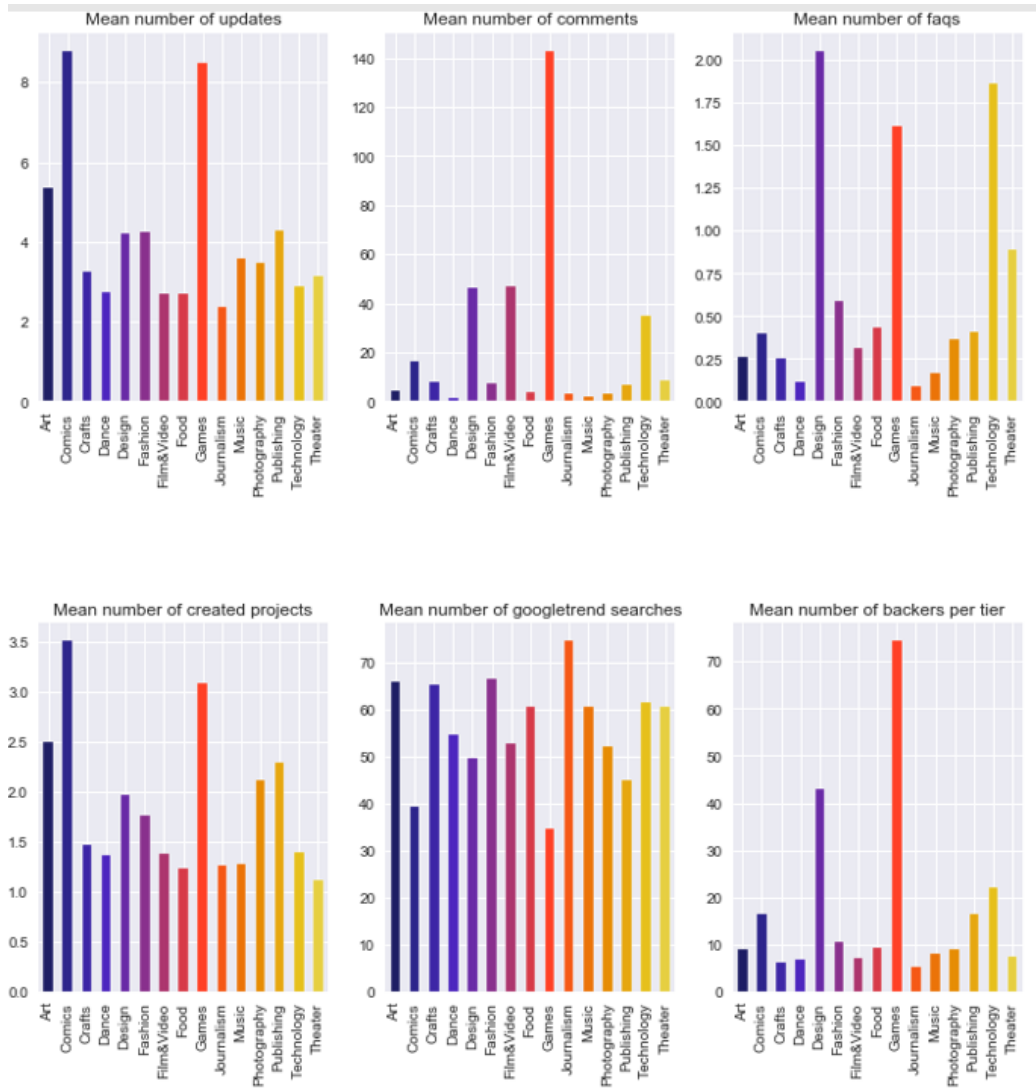 Mean number of updates
8
6
4
2
0
Art
Comics
Crafts
Dance
Design
Fashion
Film&Video
Food
Games
Journalism
Music
Photography
Publishing
Technology
Theater
Mean number of comments
140
120
100
80
60
40
20
0
Art
Comics
Crafts
Dance
Design
Fashion
Film&Video
Food
Games
Journalism
Music
Photography
Publishing
Technology
Theater
Mean number of faqs
2.00
1.75
1.50
1.25
1.00
0.75
0.50
0.25
0.00
Art
Comics
Crafts
Dance
Design
Fashion
Film&Video
Food
Games
Journalism
Music
Photography
Publishing
Technology
Theater
Mean number of created projects
3.5
3.0
2.5
2.0
1.5
1.0
0.5
0.0
Art
Comics
Crafts
Dance
Design
Fashion
Film&Video
Food
Games
Journalism
Music
Photography
Publishing
Technology
Theater
Mean number of googletrend searches
70
60
50
40
30
20
10
0
Art
Comics
Crafts
Dance
Design
Fashion
Film&Video
Food
Games
Journalism
Music
Photography
Publishing
Technology
Theater
Mean number of backers per tier
70
60
50
40
30
20
10
0
Art
Comics
Crafts
Dance
Design
Fashion
Film&Video
Food
Games
Journalism
Music
Photography
Publishing
Technology
Theater